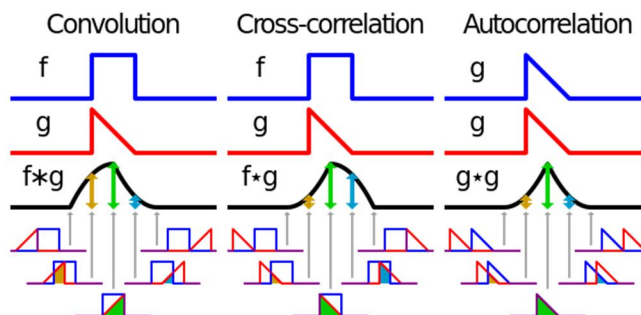 Convolution
Cross-correlation
Autocorrelation
f
f
g
g
g
g
f∗g
f⋆g
g⋆g